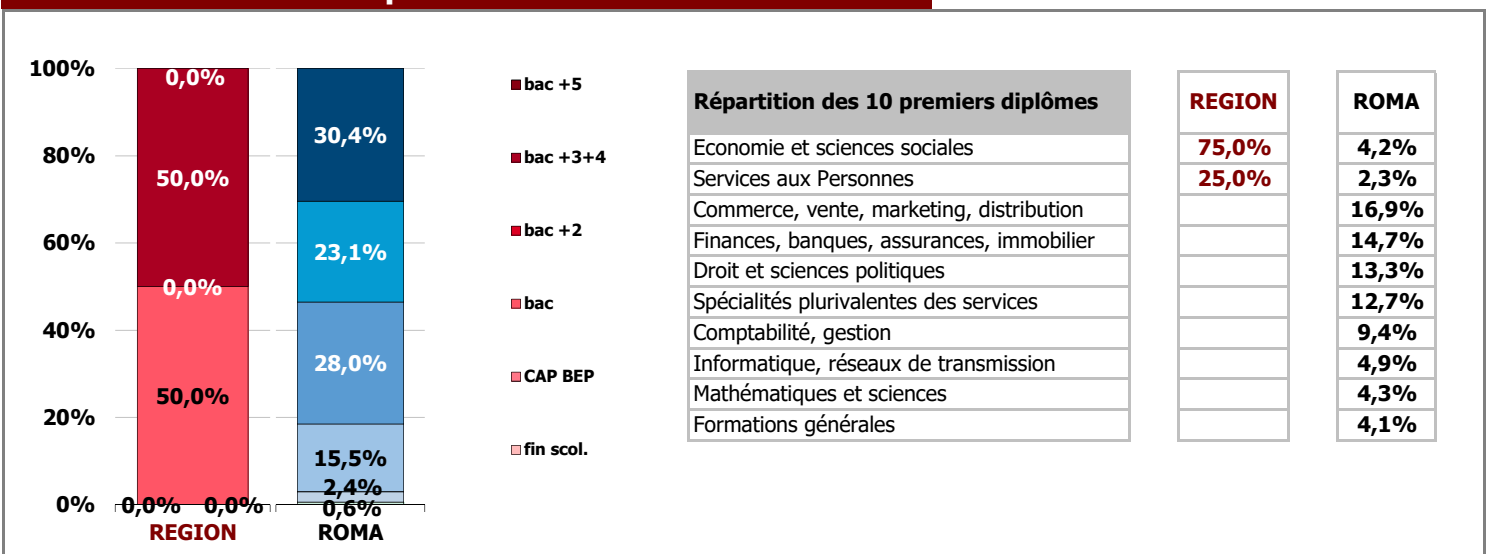 100%
80%
60%
40%
20%
0%
0,0%
50,0%
0,0%
50,0%
0,0% 0,0%
REGION
30,4%
23,1%
28,0%
15,5%
2,4%
0,6%
ROMA
bac +5
bac +3+4
bac +2
bac
CAP BEP
fin scol.
Répartition des 10 premiers diplômes REGION ROMA
Economie et sciences sociales 75,0% 4,2%
Services aux Personnes 25,0% 2,3%
Commerce, vente, marketing, distribution 16,9%
Finances, banques, assurances, immobilier 14,7%
Droit et sciences politiques 13,3%
Spécialités plurivalentes des services 12,7%
Comptabilité, gestion 9,4%
Informatique, réseaux de transmission 4,9%
Mathématiques et sciences 4,3%
Formations générales 4,1%